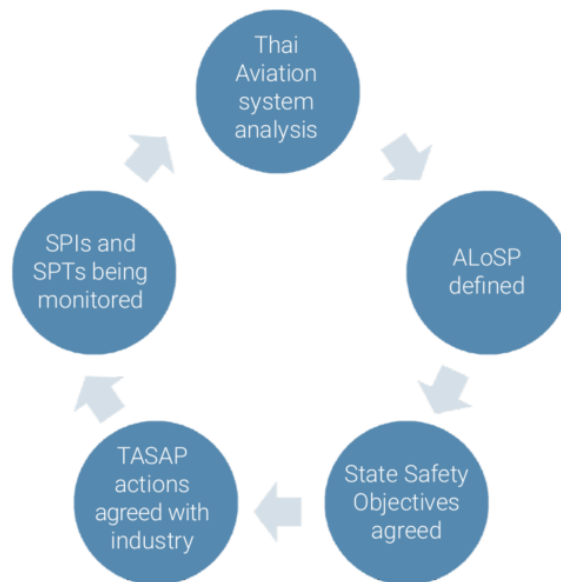 Thai
Aviation
system
analysis
ALoSP
defined
State Safety
Objectives
agreed
TASAP
actions
agreed with
industry
SPIs and
SPTs being
monitored